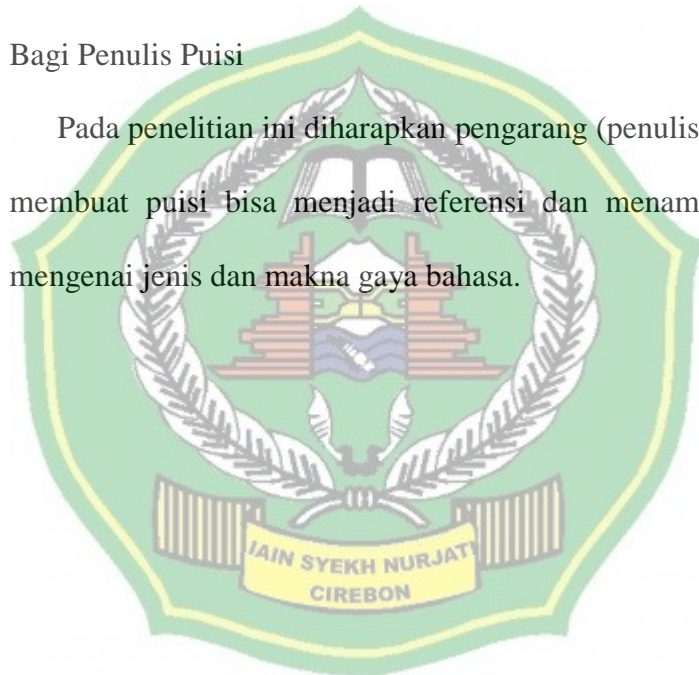 Bagi Penulis Puisi
Pada penelitian ini diharapkan pengarang (penulis
membuat puisi bisa menjadi referensi dan menam
mengenai jenis dan makna gaya bahasa.
IAIN SYEKH NURJATI
CIREBON